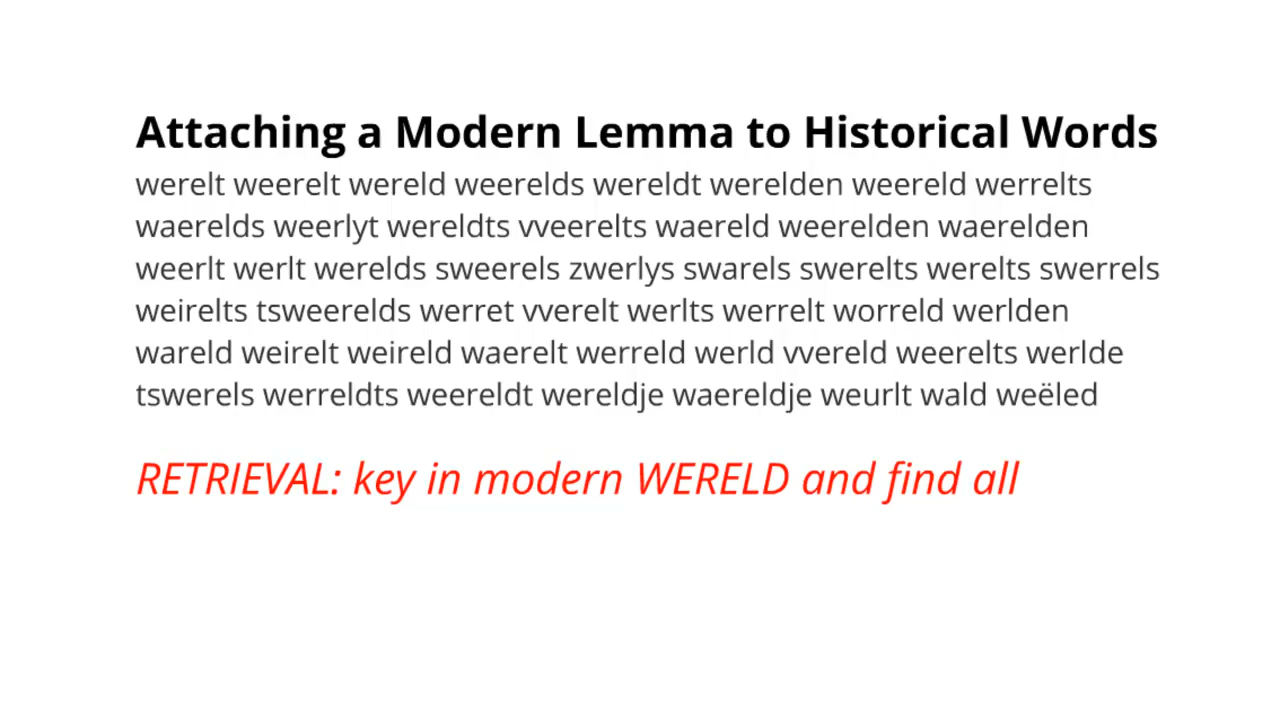 Attaching a Modern Lemma to Historical Words
werelt weerelt wereld weerelds wereldt werelden weereld werrelts
waerelds weerlyt wereldts vveerelts waereld weerelden waerelden
weerlt werlt werelds sweerels zwerlys swarels swerelts werelts swerrels
weirelts tsweerelds werret vverelt werlts werrelt worreld werlden
wareld weirelt weireld waerelt werreld werld vvereld weerelts werlde
tswerels werreldts weereldt wereldje waereldje weurlt wald weëled
RETRIEVAL: key in modern WERELD and find all